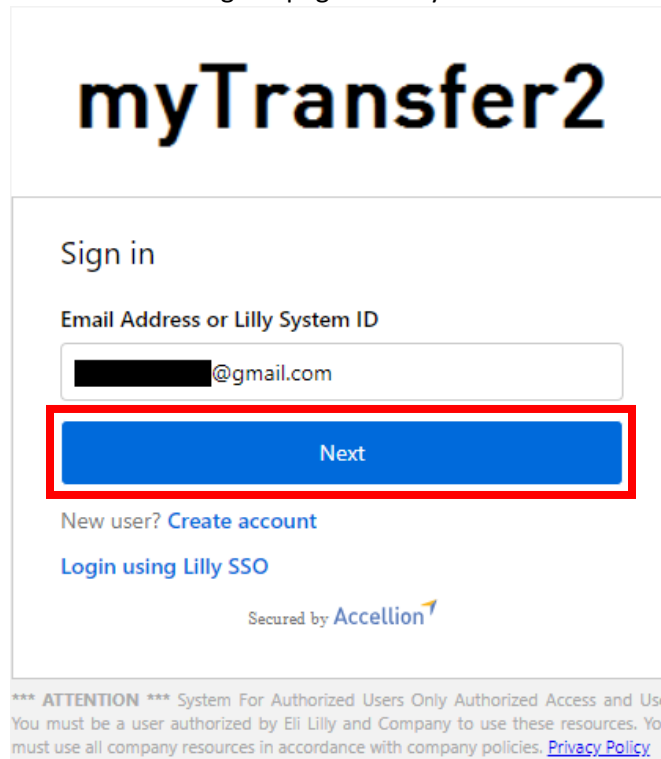 myTransfer2
Sign in
Email Address or Lilly System ID
@gmail.com
Next
New user? Create account
Login using Lilly SSO
Secured by Accellion
*** ATTENTION *** System For Authorized Users Only Authorized Access and
You must be a user authorized by Eli Lilly and Company to use these resources.
must use all company resources in accordance with company policies. Privacy Policy